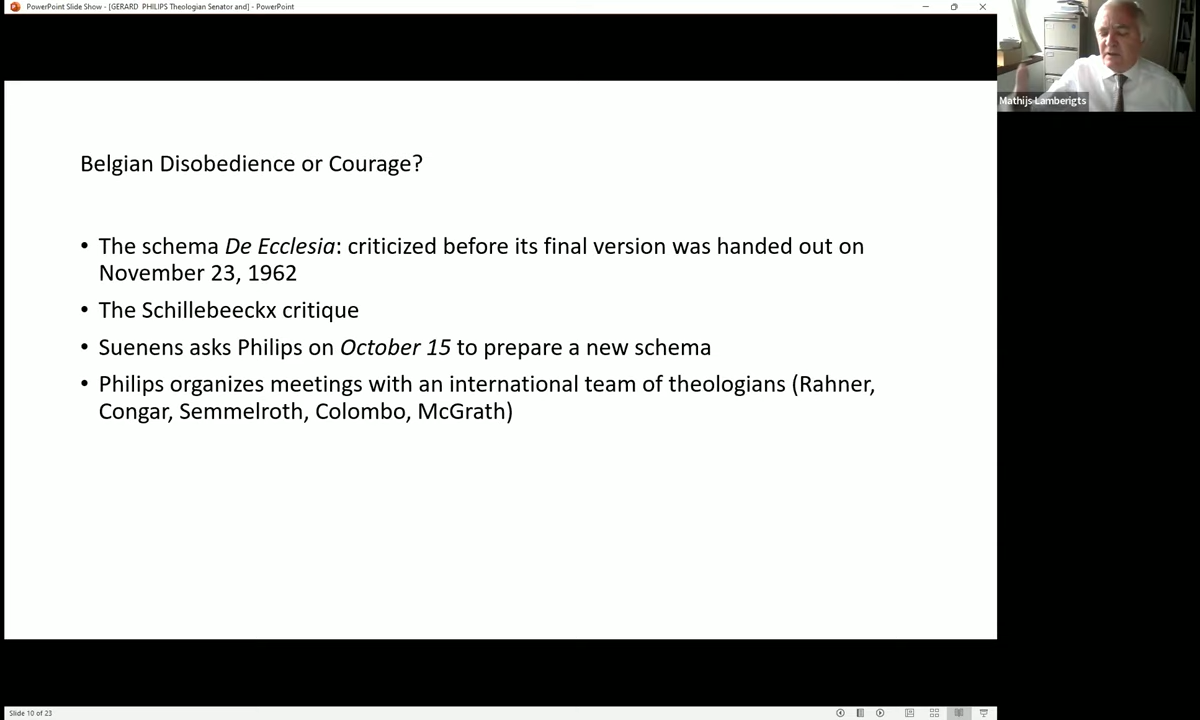 PowerPoint Slide Show - [GERARD PHILIPS Theologian Senator and] - PowerPoint
Mathijs Lamberigts
Belgian Disobedience or Courage?
• The schema De Ecclesia: criticized before its final version was handed out on
November 23, 1962
• The Schillebeeckx critique
• Suenens asks Philips on October 15 to prepare a new schema
• Philips organizes meetings with an international team of theologians (Rahner,
Congar, Semmelroth, Colombo, McGrath)
Slide 10 of 23